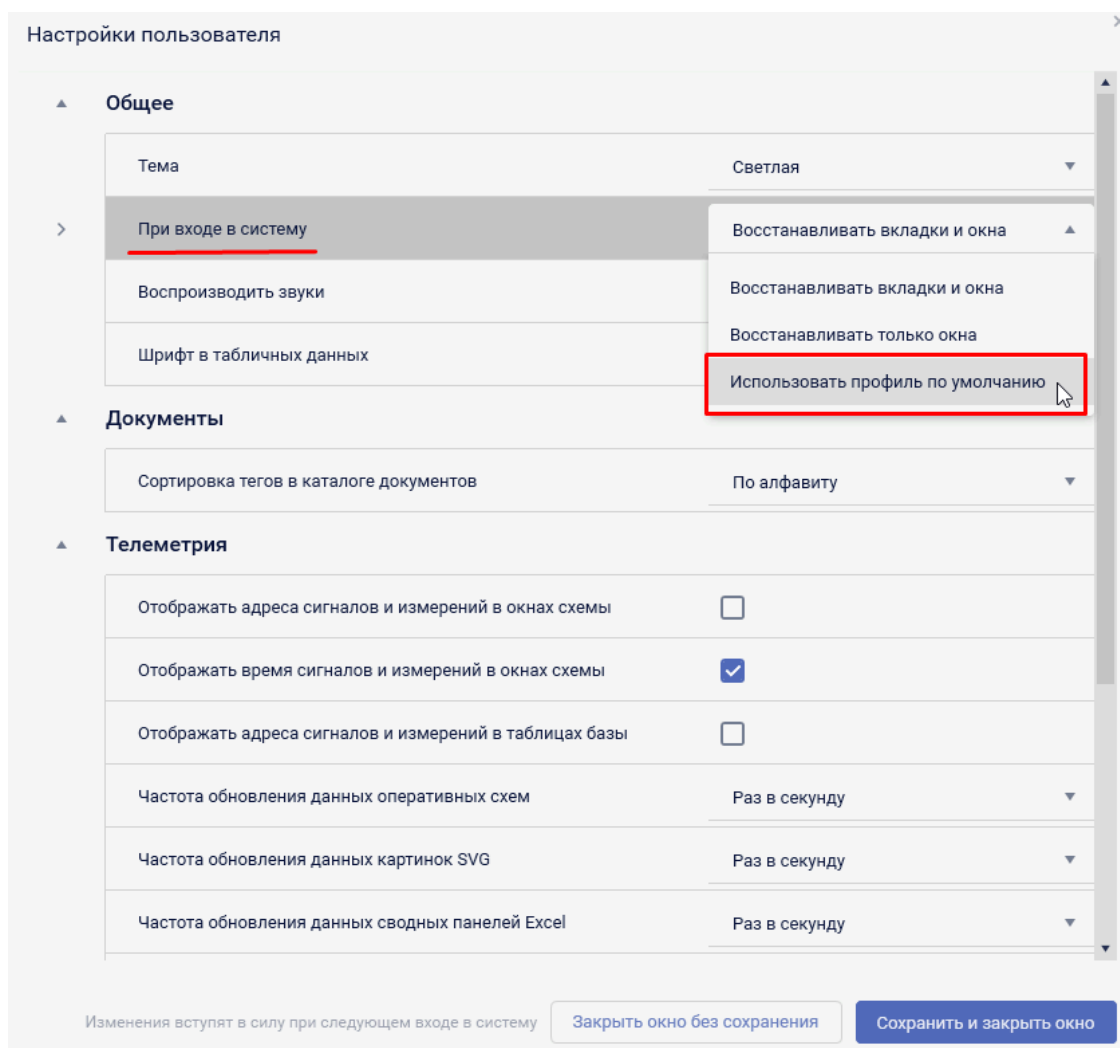 Настройки пользователя
Общее
Тема
Светлая
При входе в систему
Восстанавливать вкладки и окна
Воспроизводить звуки
Восстанавливать вкладки и окна
Восстанавливать только окна
Шрифт в табличных данных
Использовать профиль по умолчанию
Документы
Сортировка тегов в каталоге документов
По алфавиту
Телеметрия
Отображать адреса сигналов и измерений в окнах схемы
Отображать время сигналов и измерений в окнах схемы
Отображать адреса сигналов и измерений в таблицах базы
Частота обновления данных оперативных схем
Раз в секунду
Частота обновления данных картинок SVG
Раз в секунду
Частота обновления данных сводных панелей Excel
Раз в секунду
Изменения вступят в силу при следующем входе в систему
Закрыть окно без сохранения
Сохранить и закрыть окно